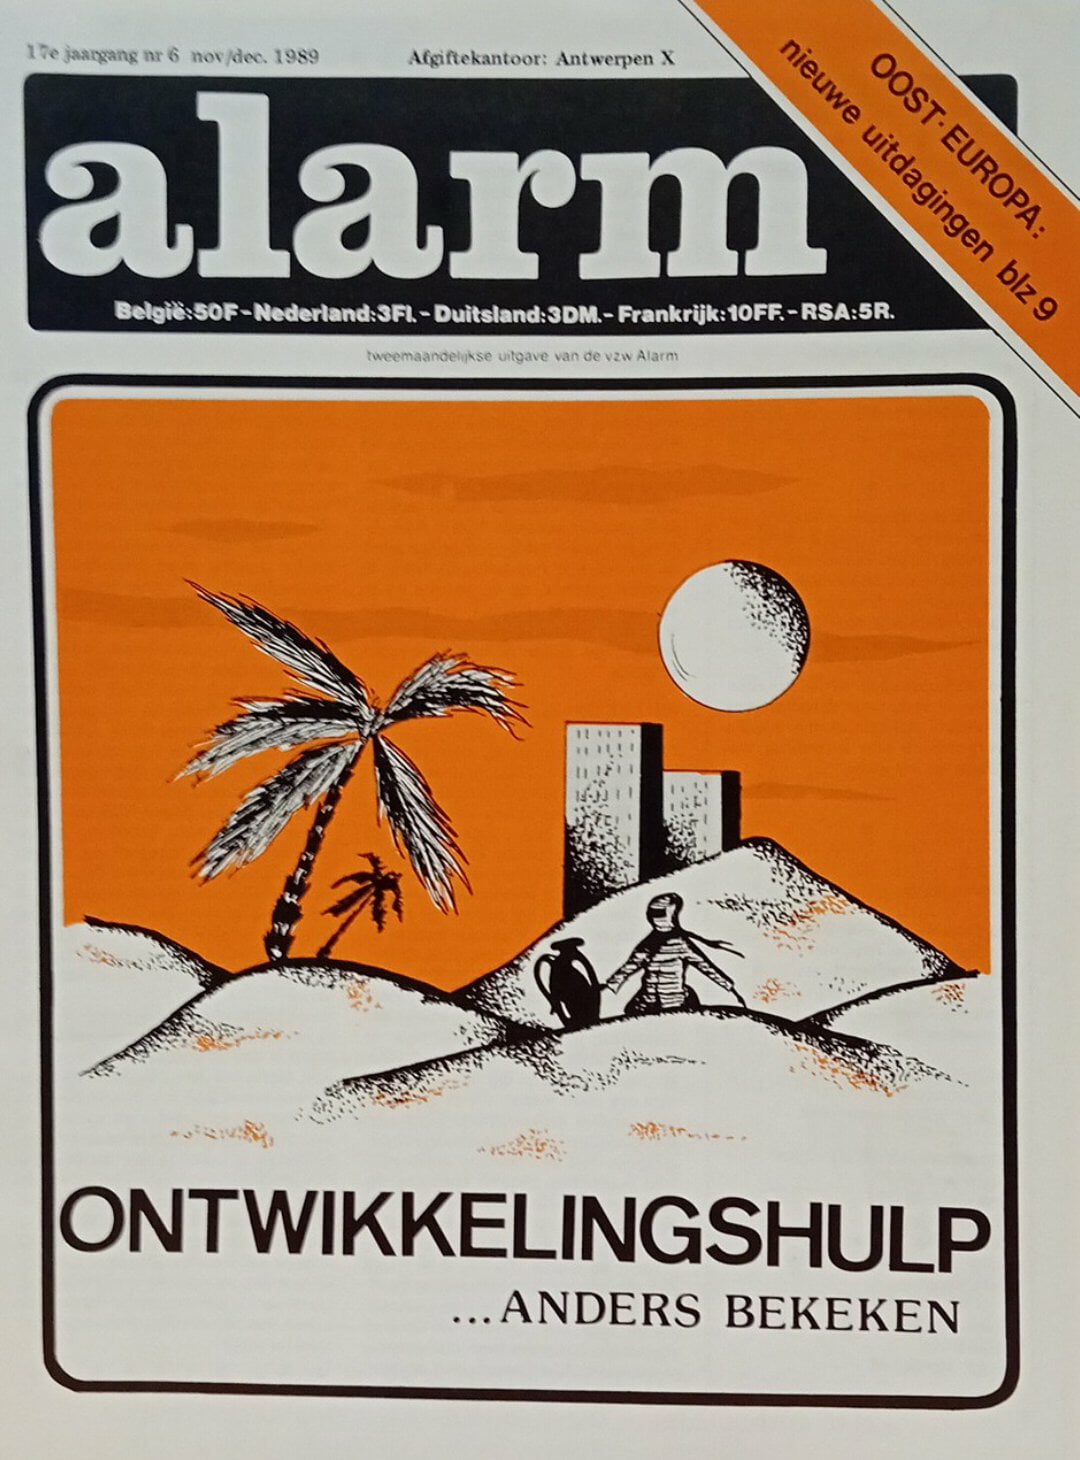 17e jaargang nr 6 nov/dec. 1989
Afgiftekantoor: Antwerpen X
OOST-EUROPA:
nieuwe uitdagingen blz 9
alarm
België:50F-Nederland:3Fl.-Duitsland:3DM.-Frankrijk:10FF.-RSA:5R.
tweemaandelijkse uitgave van de vzw Alarm
ONTWIKKELINGSHULP
...ANDERS BEKEKEN